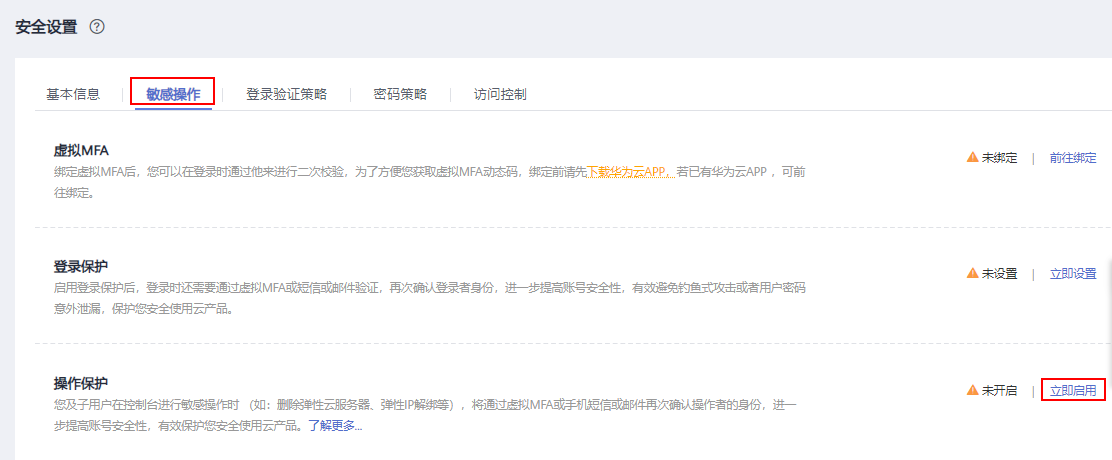 安全设置 ?
基本信息 敏感操作 登录验证策略 密码策略 访问控制
虚拟MFA
绑定虚拟MFA后，您可以在登录时通过他来进行二次校验，为了方便您获取虚拟MFA动态码，绑定前请先下载华为云APP，若已有华为云APP ，可前
往绑定。
未绑定 | 前往绑定
登录保护
启用登录保护后，登录时还需要通过虚拟MFA或短信或邮件验证，再次确认登录者身份，进一步提高账号安全性，有效避免钓鱼式攻击或者用户密码
意外泄漏，保护您安全使用云产品。
未设置 | 立即设置
操作保护
您及子用户在控制台进行敏感操作时 （如：删除弹性云服务器、弹性IP解绑等），将通过虚拟MFA或手机短信或邮件再次确认操作者的身份，进一
步提高账号安全性，有效保护您安全使用云产品。了解更多...
未开启 | 立即启用